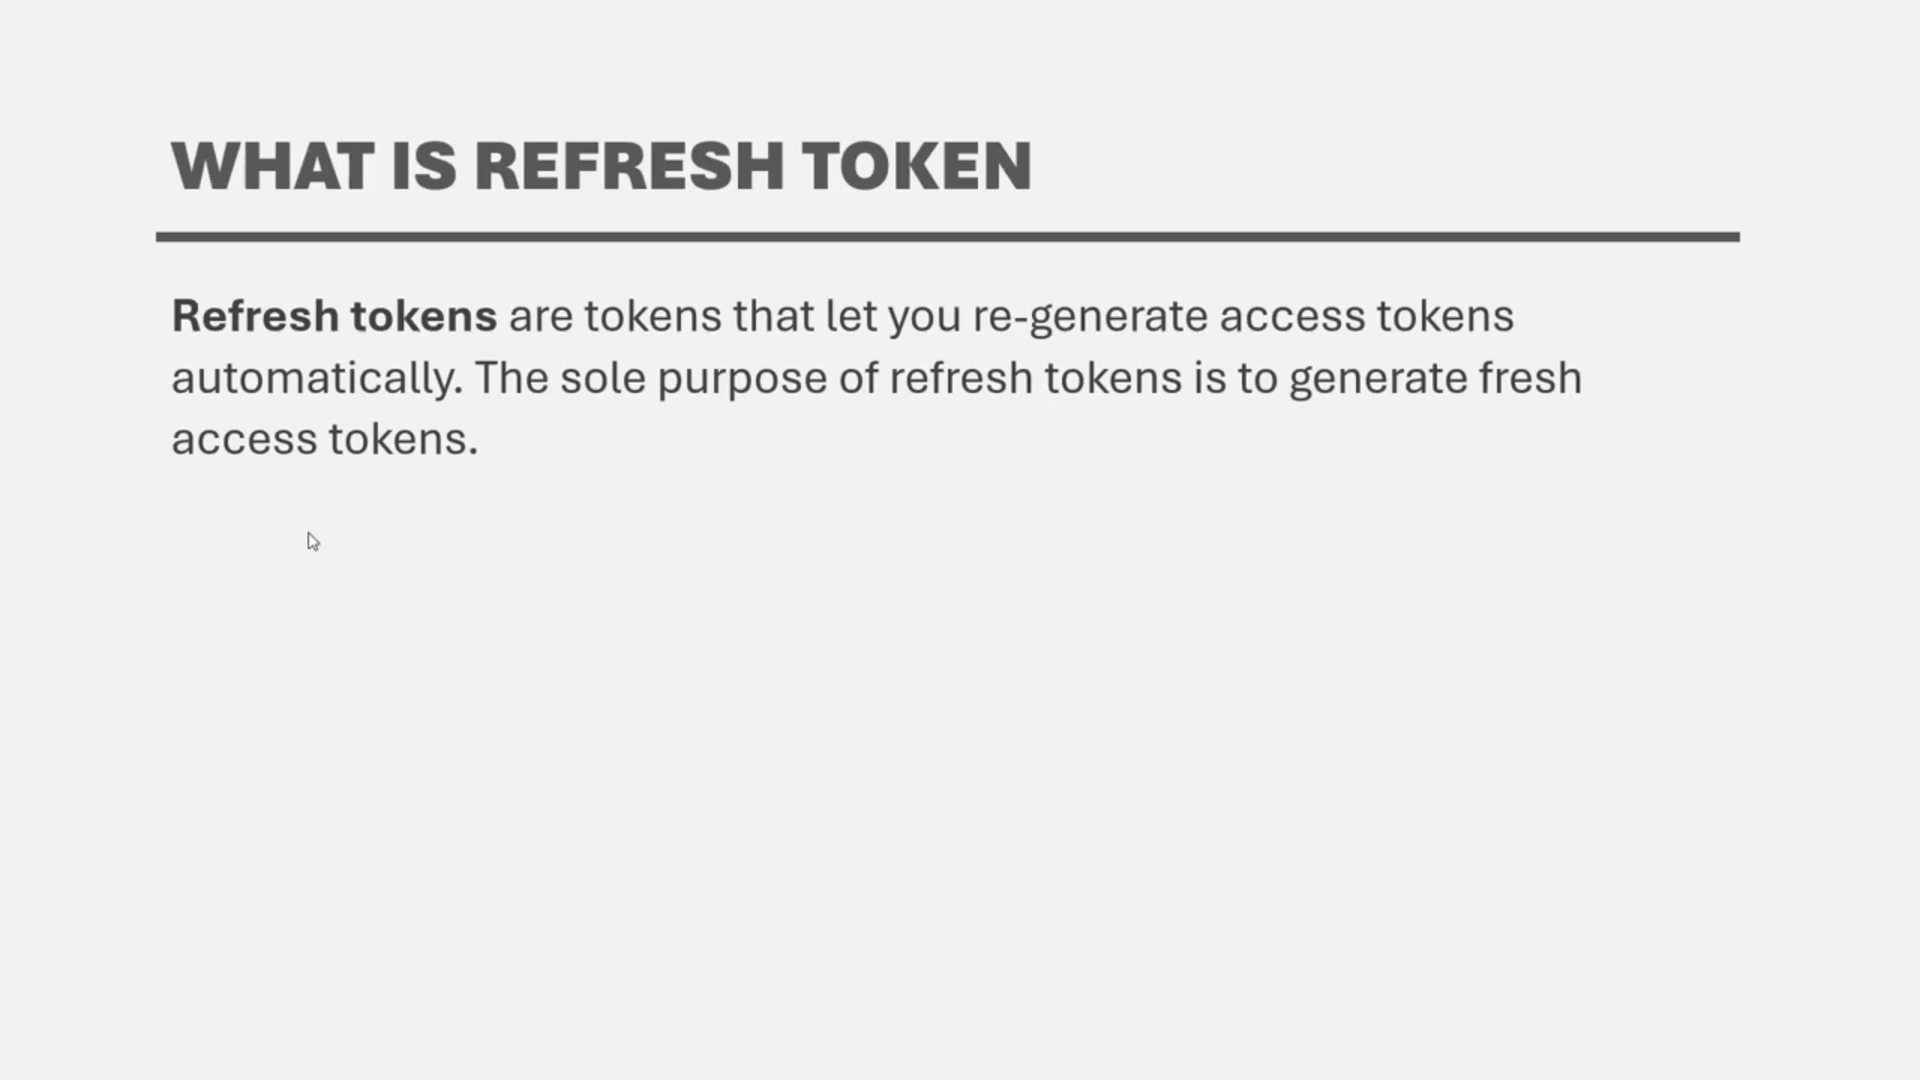 WHAT IS REFRESH TOKEN
Refresh tokens are tokens that let you re-generate access tokens
automatically. The sole purpose of refresh tokens is to generate fresh
access tokens.